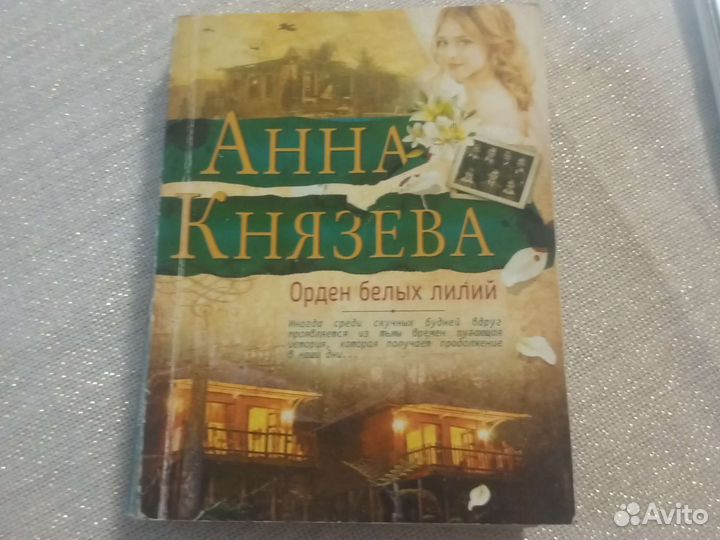 АННА
КНЯЗЕВА
Орден белых лилий
Иногда среди скучных будней вдруг
проявляется из тьмы времен пугающая
история, которая получает продолжение
в наши дни...
Avito